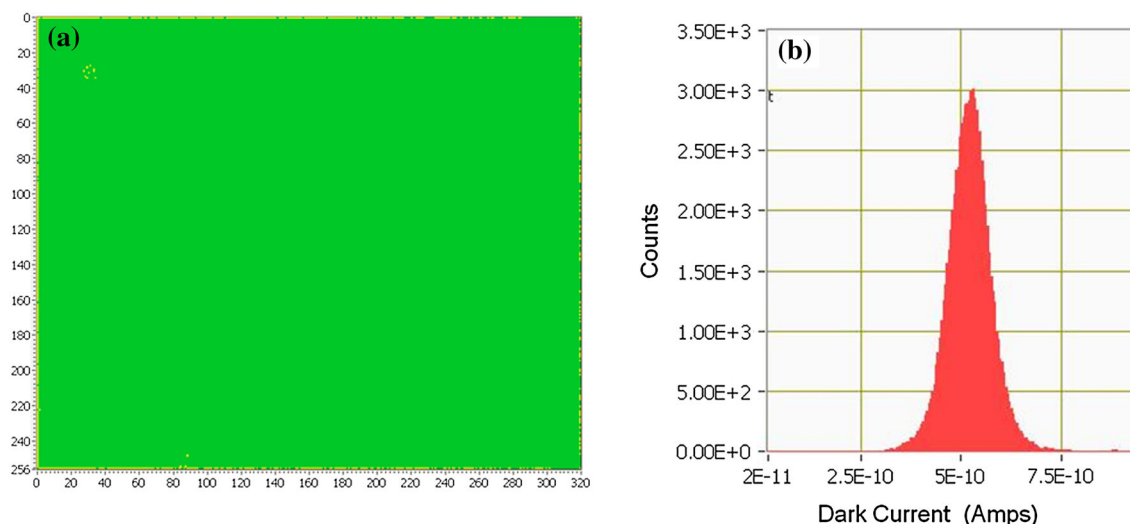 (a)
0
20
40
60
80
100
120
140
160
180
200
220
240
256
0 20 40 60 80 100 120 140 160 180 200 220 240 260 280 300 320
(b)
3.50E+3
3.00E+3
t
2.50E+3
2.00E+3
1.50E+3
1.00E+3
5.00E+2
0.00E+0
Counts
2E-11 2.5E-10 5E-10 7.5E-10
Dark Current (Amps)